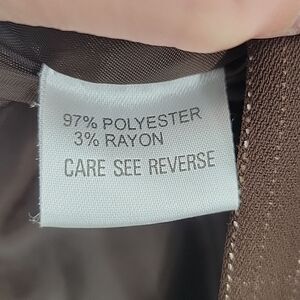 97% POLYESTER
3% RAYON
CARE SEE REVERSE